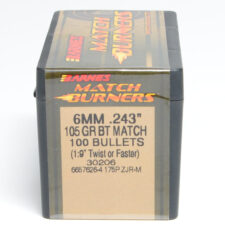 BARNES
MATCH
BURNERS
6MM .243"
105 GR BT MATCH
100 BULLETS
(1:9" Twist or Faster)
30206